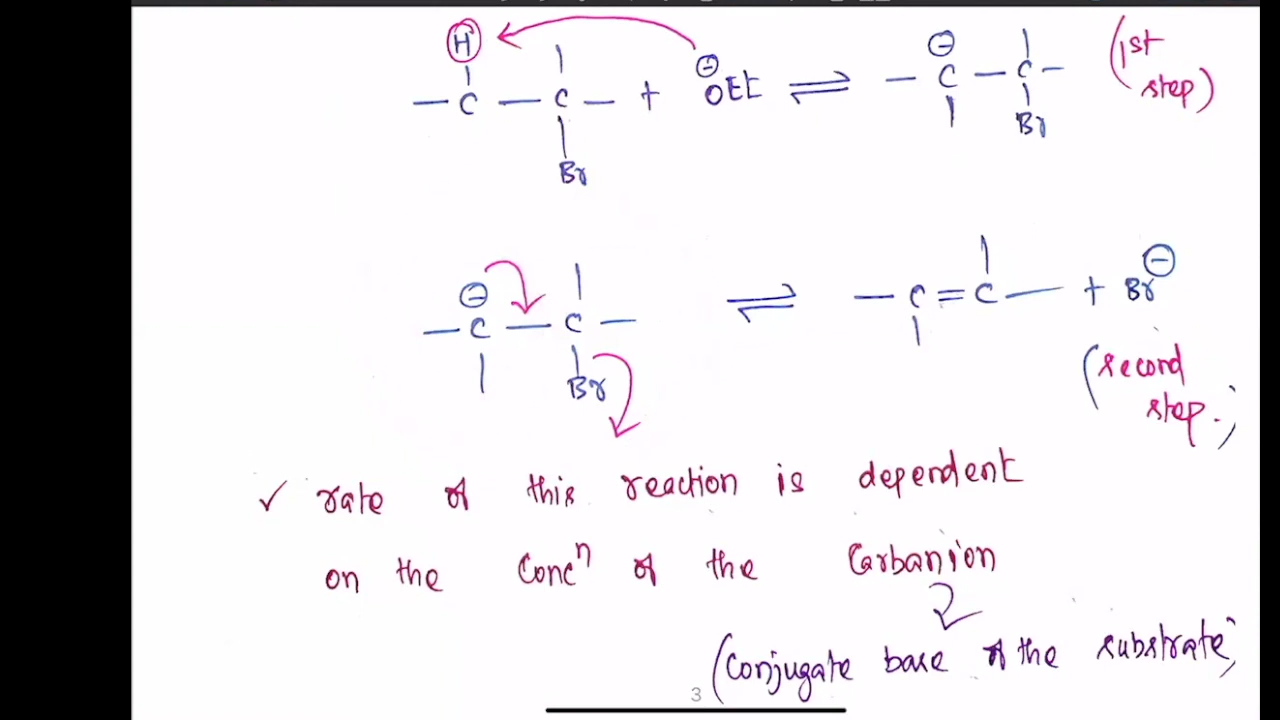 H
— C — C — + ⊖OEt ⇌ — C⊖ — C — (1st step)
Br Br
— C⊖ — C — ⇌ — C = C — + Br⊖
Br
(second step.)
✓ rate of this reaction is dependent
on the Concⁿ of the Carbanion
(Conjugate base of the substrate)
3